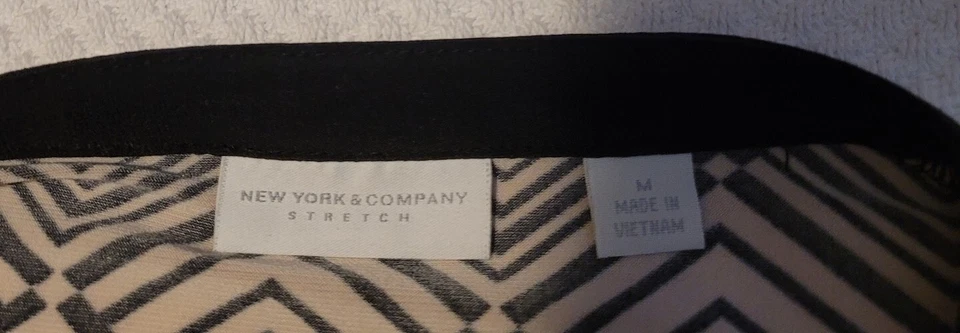 NEW YORK & COMPANY
STRETCH
M
MADE IN
VIETNAM